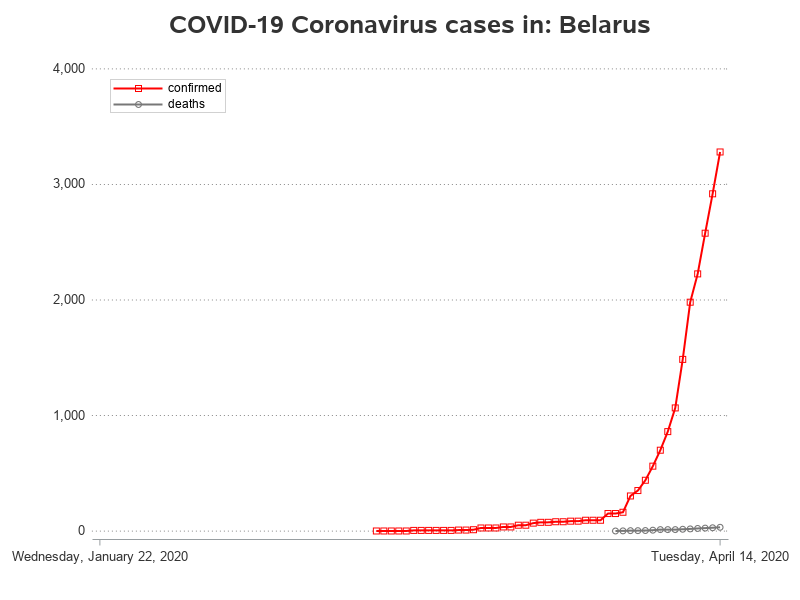 COVID-19 Coronavirus cases in: Belarus
4,000
confirmed
deaths
3,000
2,000
1,000
0
Wednesday, January 22, 2020 Tuesday, April 14, 2020